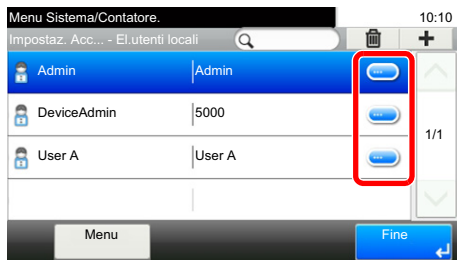 Menu Sistema/Contatore.
10:10
Impostaz. Acc... - El.utenti locali
Admin Admin
DeviceAdmin 5000
1/1
User A User A
Menu
Fine